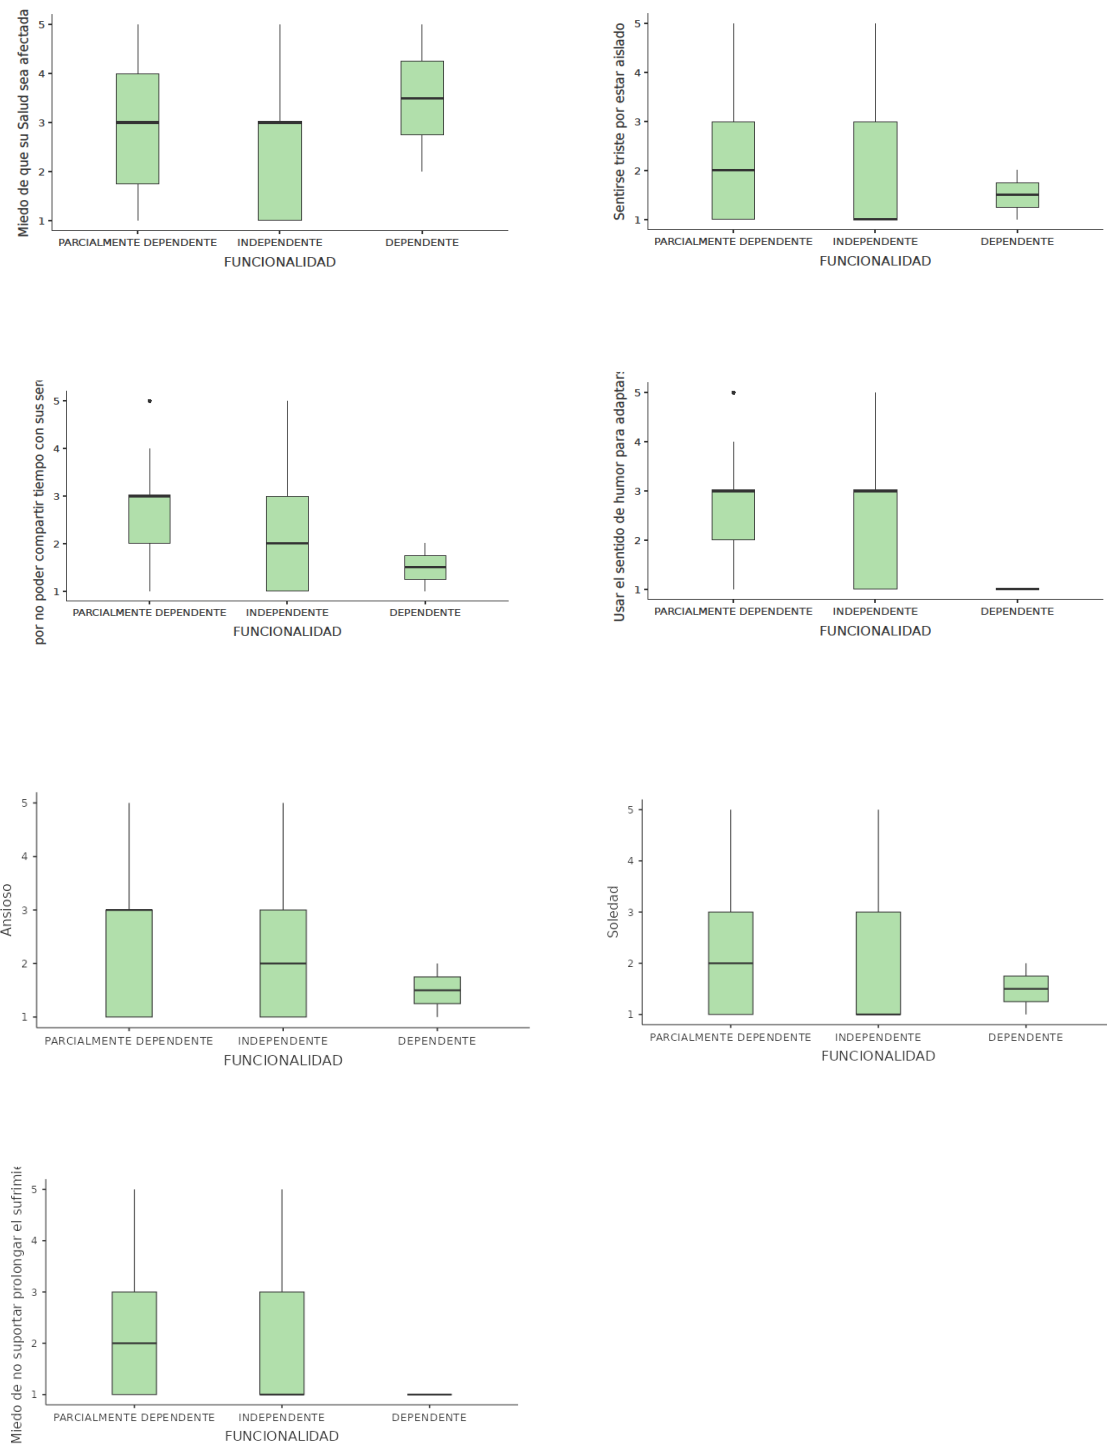 Miedo de que su Salud sea afectada
5
4
3
2
1
PARCIALMENTE DEPENDENTE INDEPENDENTE DEPENDENTE
FUNCIONALIDAD
Sentirse triste por estar aislado
5
4
3
2
1
PARCIALMENTE DEPENDENTE INDEPENDENTE DEPENDENTE
FUNCIONALIDAD
por no poder compartir tiempo con sus ser
5
4
3
2
1
PARCIALMENTE DEPENDENTE INDEPENDENTE DEPENDENTE
FUNCIONALIDAD
Usar el sentido de humor para adaptar
5
4
3
2
1
PARCIALMENTE DEPENDENTE INDEPENDENTE DEPENDENTE
FUNCIONALIDAD
Ansioso
5
4
3
2
1
PARCIALMENTE DEPENDENTE INDEPENDENTE DEPENDENTE
FUNCIONALIDAD
Soledad
5
4
3
2
1
PARCIALMENTE DEPENDENTE INDEPENDENTE DEPENDENTE
FUNCIONALIDAD
Miedo de no suportar prolongar el sufrimi
5
4
3
2
1
PARCIALMENTE DEPENDENTE INDEPENDENTE DEPENDENTE
FUNCIONALIDAD